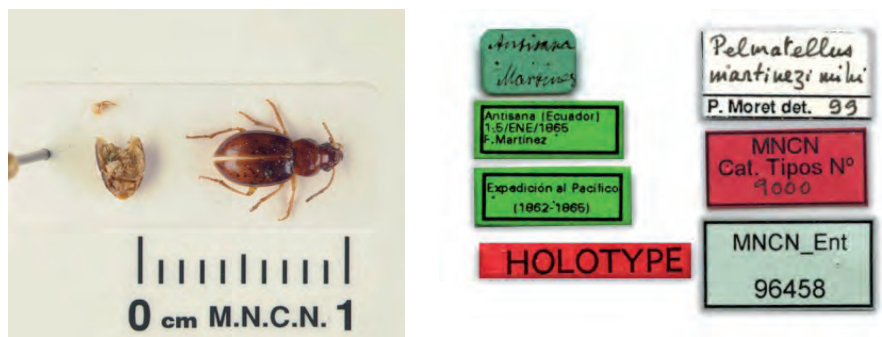 0 cm M.N.C.N. 1
Antisana
Martinez
Antisana (Ecuador)
1-5/ENE/1865
F.Martínez
Expedición al Pacífico
(1862-1865)
HOLOTYPE
Pelmatellus
martinezi mihi
P. Moret det. 99
MNCN
Cat. Tipos Nº
9000
MNCN_Ent
96458